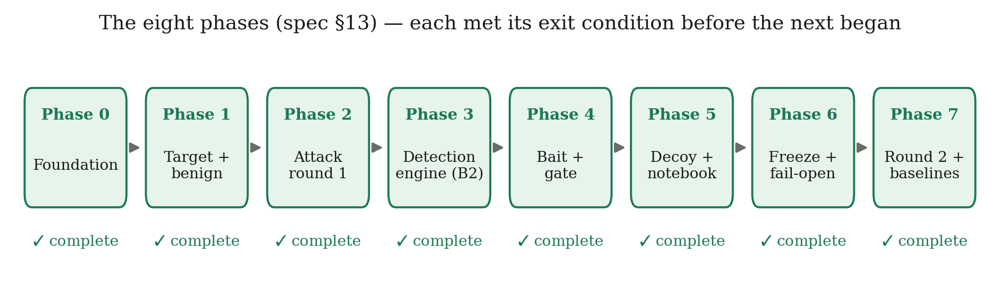 The eight phases (spec §13) — each met its exit condition before the next began
Phase 0
Foundation
✓ complete
Phase 1
Target +
benign
✓ complete
Phase 2
Attack
round 1
✓ complete
Phase 3
Detection
engine (B2)
✓ complete
Phase 4
Bait +
gate
✓ complete
Phase 5
Decoy +
notebook
✓ complete
Phase 6
Freeze +
fail-open
✓ complete
Phase 7
Round 2 +
baselines
✓ complete